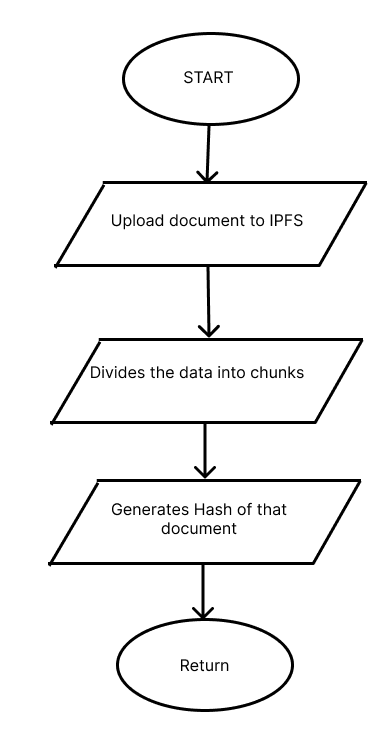 START
Upload document to IPFS
Divides the data into chunks
Generates Hash of that
document
Return